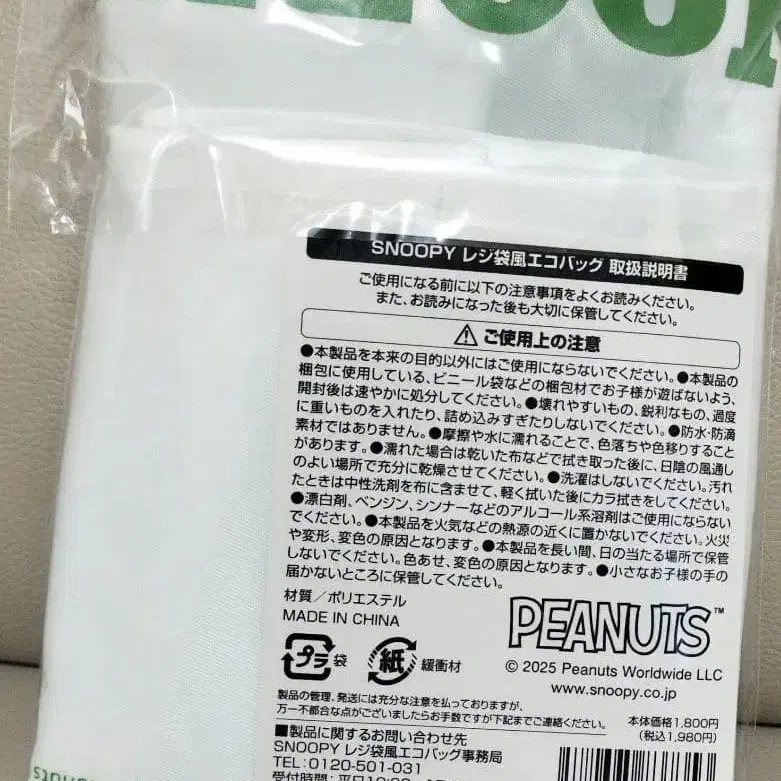 SNOOPY レジ袋風エコバッグ 取扱説明書
ご使用になる前に以下の注意事項をよくお読みください。
また、お読みになった後も大切に保管してください。
⚠ ご使用上の注意
●本製品を本来の目的以外にはご使用にならないでください。●本製品の
梱包に使用している、ビニール袋などの梱包材でお子様が遊ばないよう、
開封後は速やかに処分してください。●壊れやすいもの、鋭利なもの、過度
に重いものを入れたり、詰め込みすぎたりしないでください。●防水・防滴
素材ではありません。●摩擦や水に濡れることで、色落ちや色移りすること
があります。●濡れた場合は乾いた布などで拭き取った後に、日陰の風通し
のよい場所で充分に乾燥させてください。●洗濯はしないでください。汚れ
たときは中性洗剤を布に含ませて、軽く拭いた後にカラ拭きをしてください。
●漂白剤、ベンジン、シンナーなどのアルコール系溶剤はご使用にならない
でください。●本製品を火気などの熱源の近くに置かないでください。火災
や変形、変色の原因となります。●本製品を長い間、日の当たる場所で保管
しないでください。色あせ、変色の原因となります。●小さなお子様の手の
届かないところに保管してください。
材質／ポリエステル
MADE IN CHINA
PEANUTS™
プラ 袋 紙 緩衝材
© 2025 Peanuts Worldwide LLC
www.snoopy.co.jp
製品の管理、発送には充分な注意を払っておりますが、
万一不都合な点がございましたらお手数ですが下記までご連絡ください。
本体価格1,800円
(税込1,980円)
■製品に関するお問い合わせ先
SNOOPY レジ袋風エコバッグ事務局
TEL:0120-501-031